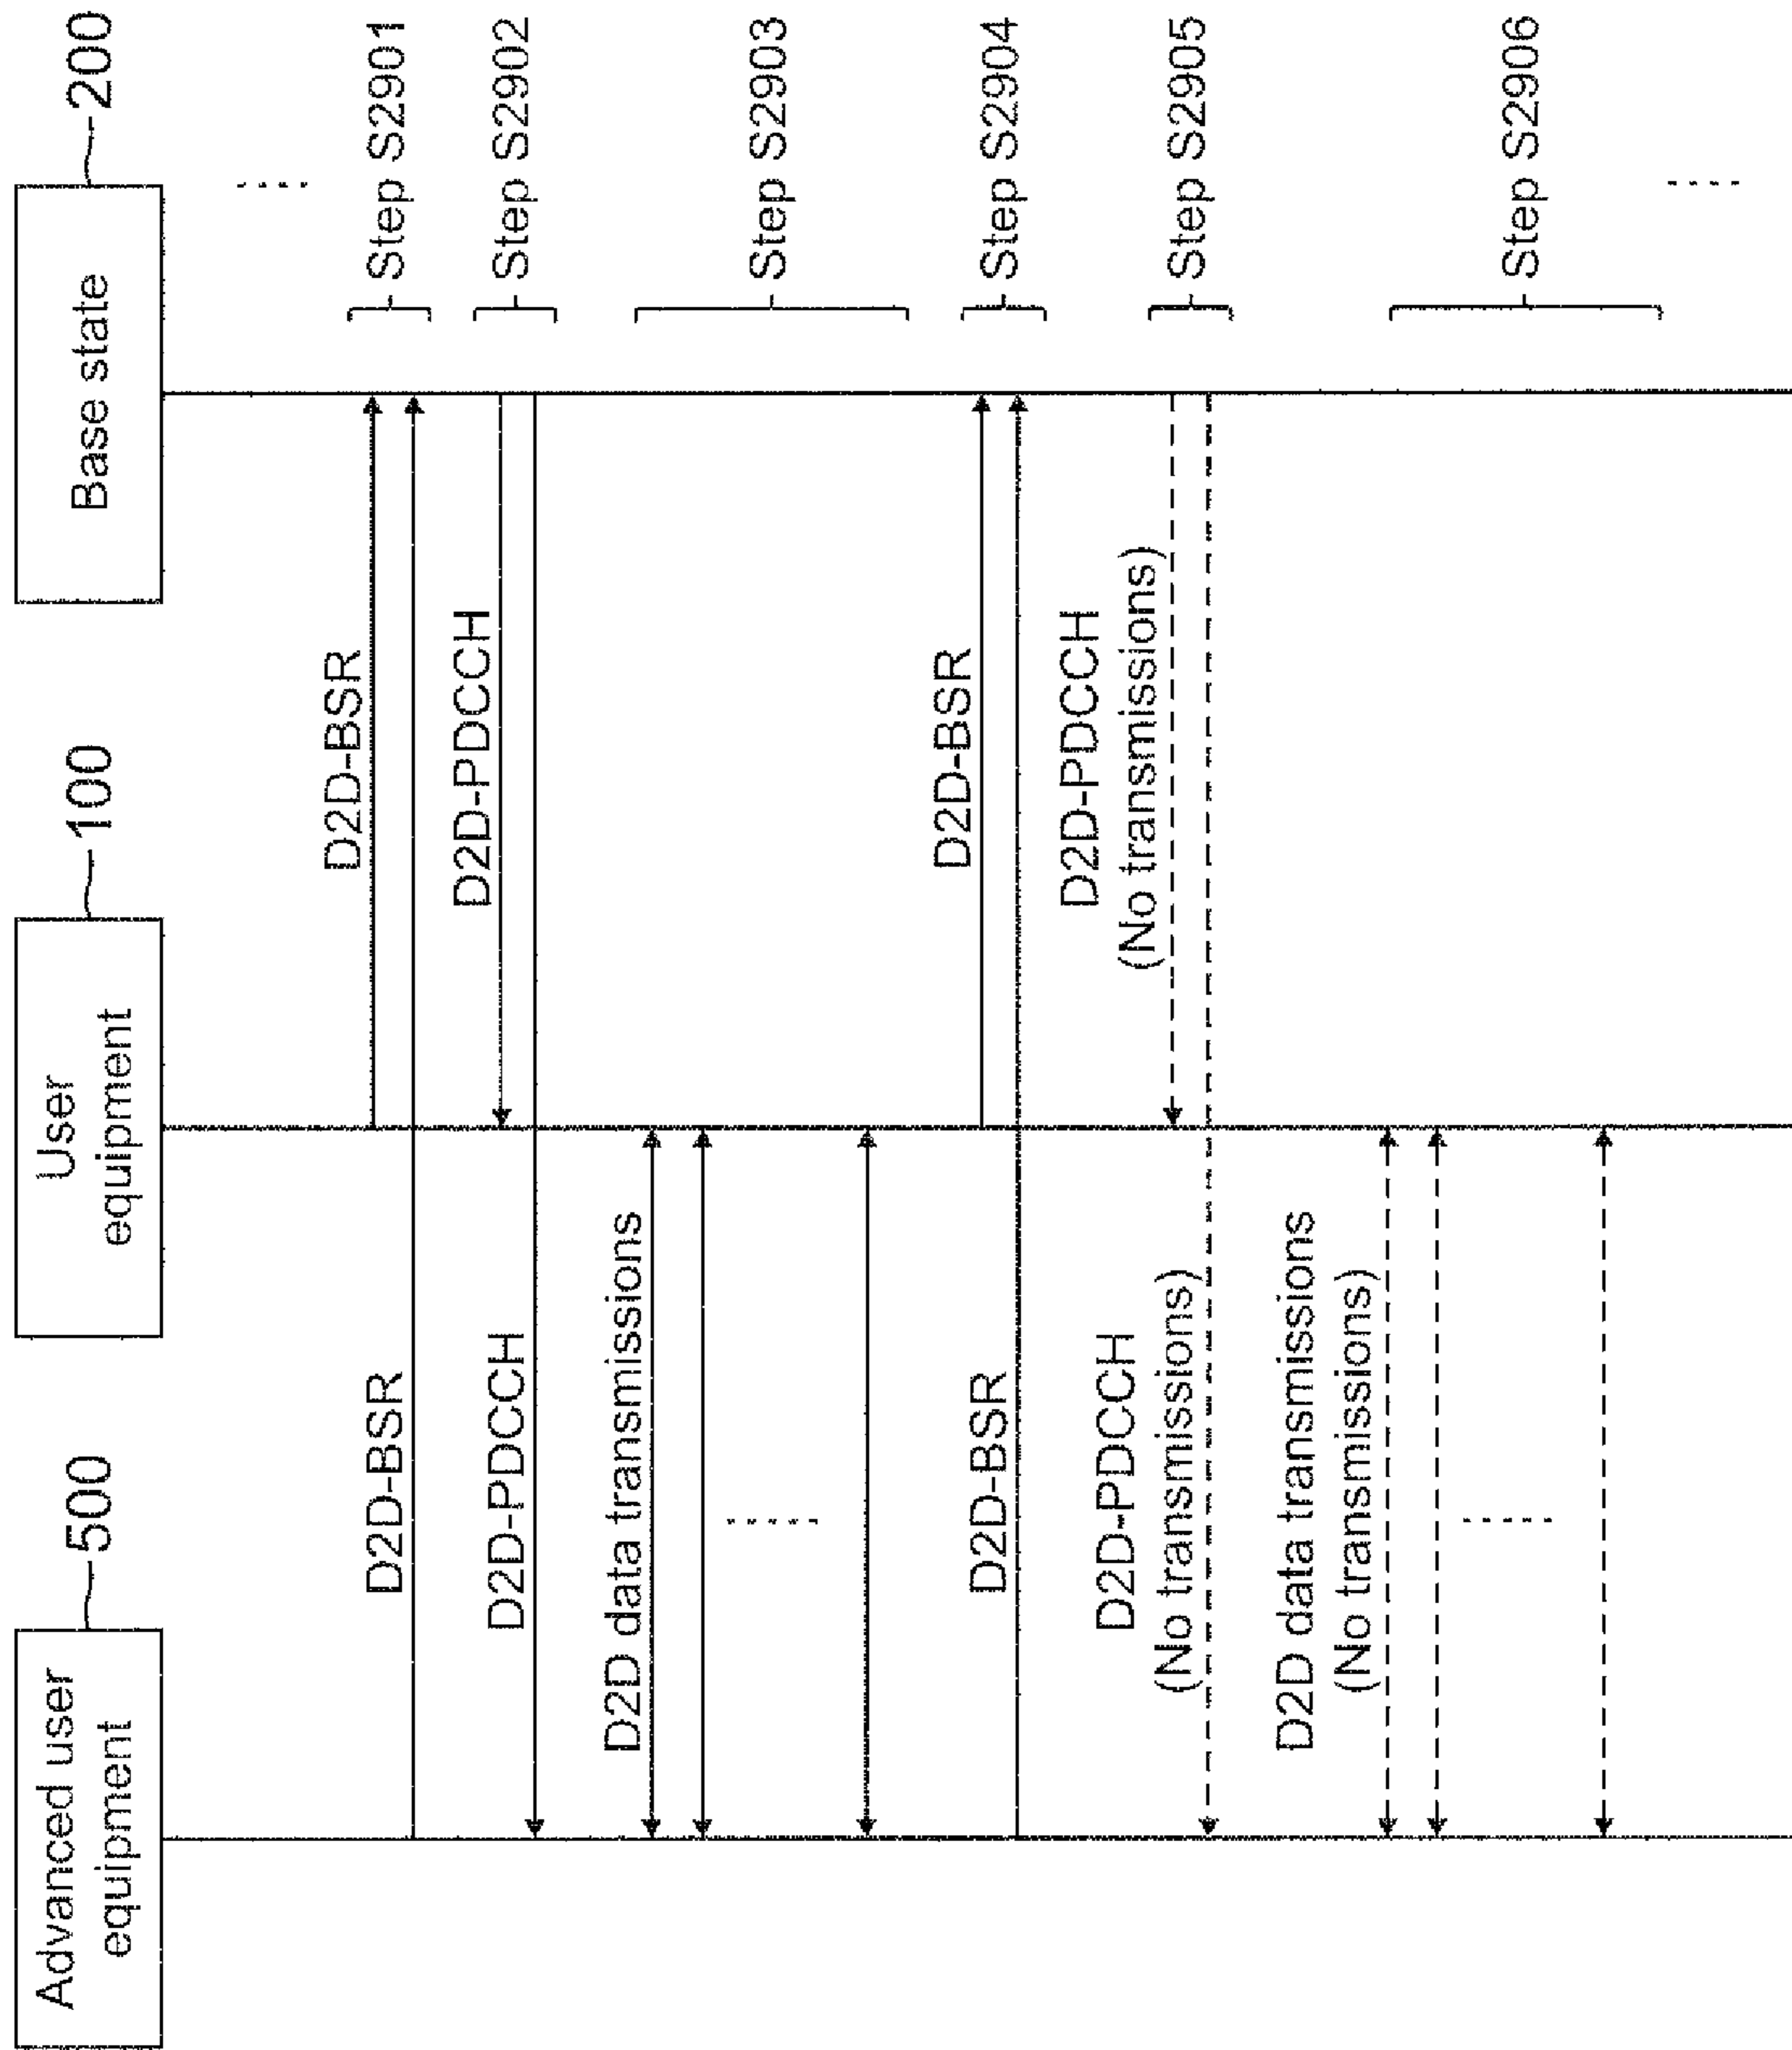 Advanced user
equipment
500
User
equipment
100
Base state
200
D2D-BSR
D2D-BSR
Step S2901
D2D-PDCCH
D2D-PDCCH
Step S2902
D2D data transmissions
Step S2903
D2D-BSR
D2D-BSR
Step S2904
D2D-PDCCH
(No transmissions)
D2D-PDCCH
(No transmissions)
Step S2905
D2D data transmissions
(No transmissions)
Step S2906